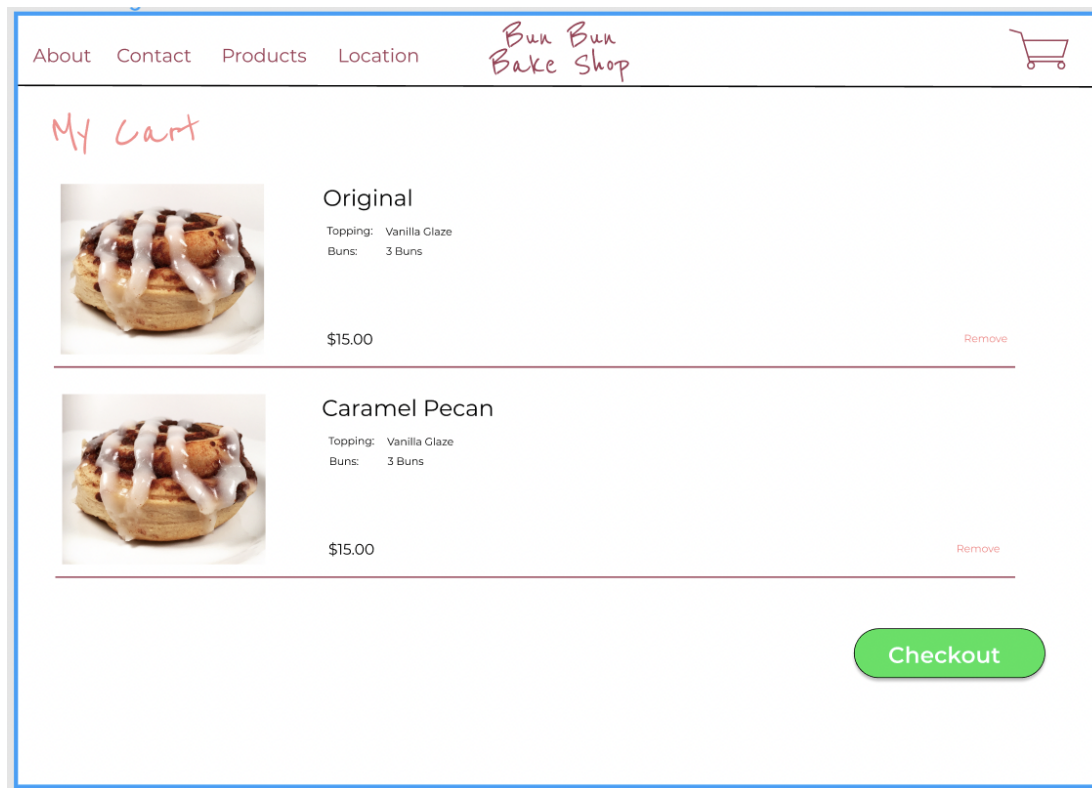 About Contact Products Location
Bun Bun
Bake Shop
My Cart
Original
Topping: Vanilla Glaze
Buns: 3 Buns
$15.00 Remove
Caramel Pecan
Topping: Vanilla Glaze
Buns: 3 Buns
$15.00 Remove
Checkout